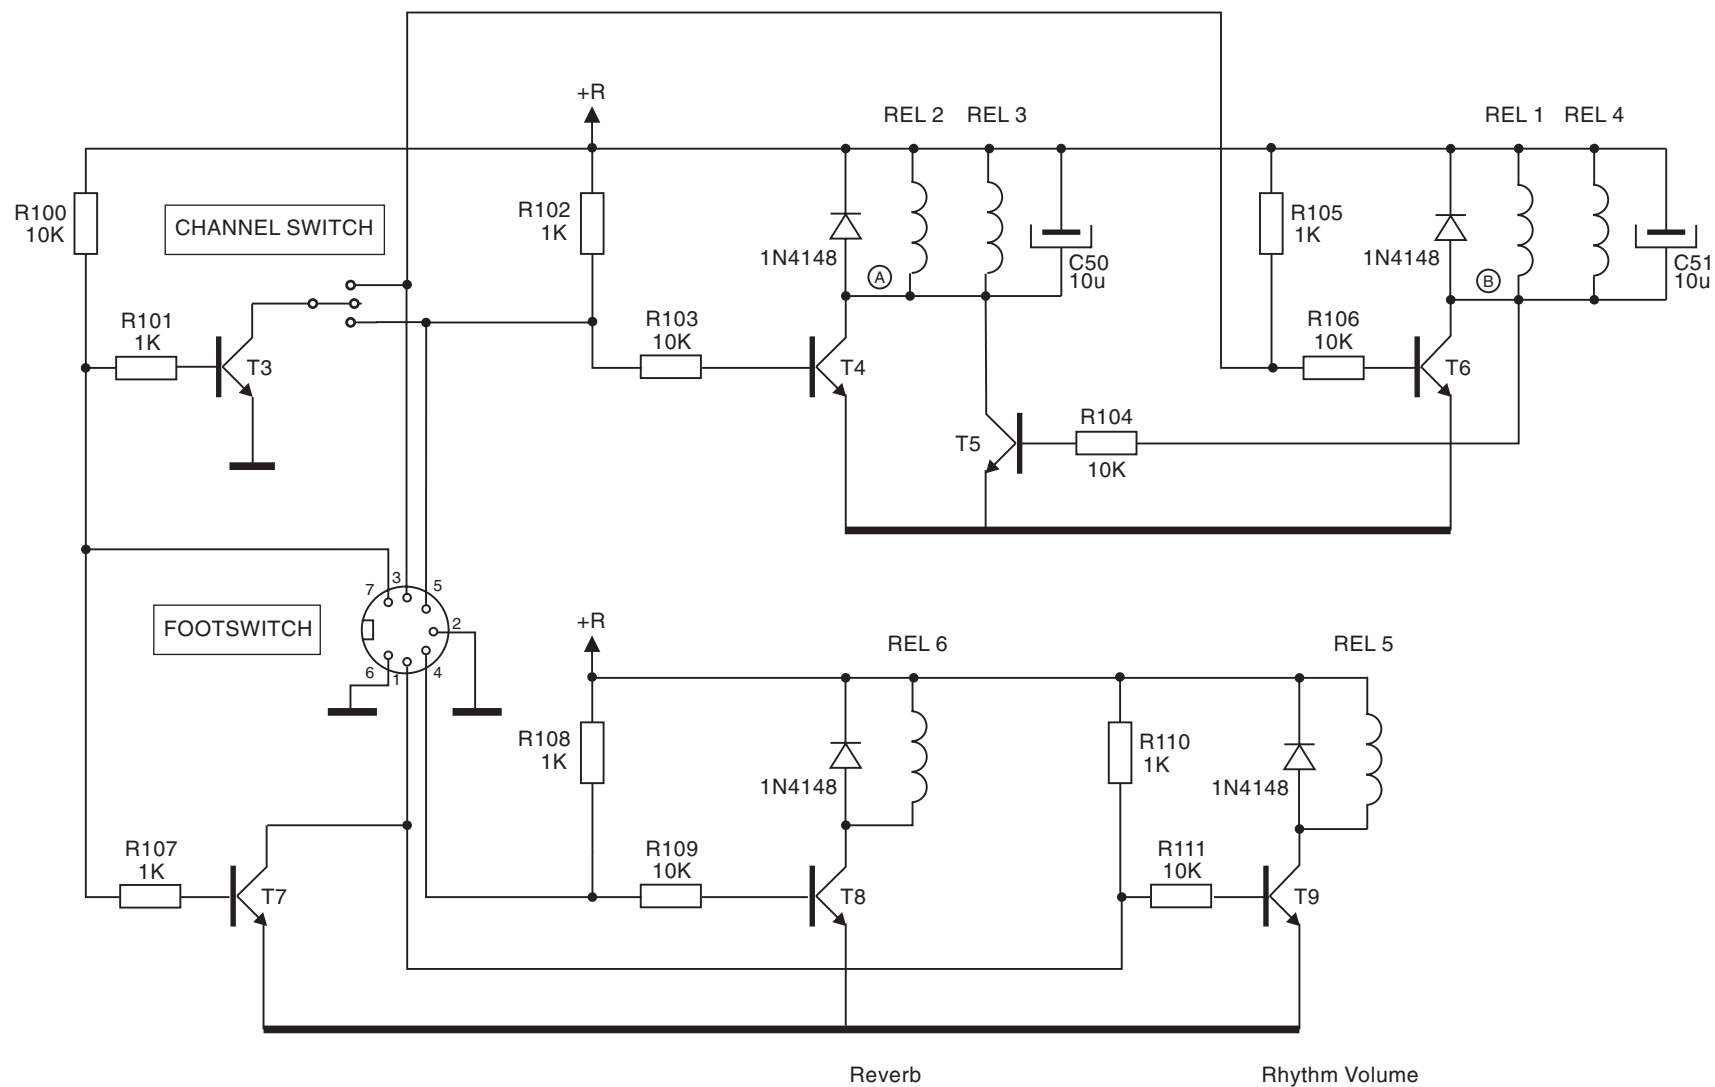 +R
REL 2 REL 3
REL 1 REL 4
R100
10K
CHANNEL SWITCH
R102
1K
1N4148
A
C50
10u
R105
1K
1N4148
B
C51
10u
R101
1K
T3
R103
10K
T4
R106
10K
T6
T5
R104
10K
FOOTSWITCH
7
3
5
2
6
1
4
+R
REL 6
REL 5
R108
1K
1N4148
R110
1K
1N4148
R107
1K
T7
R109
10K
T8
R111
10K
T9
Reverb
Rhythm Volume